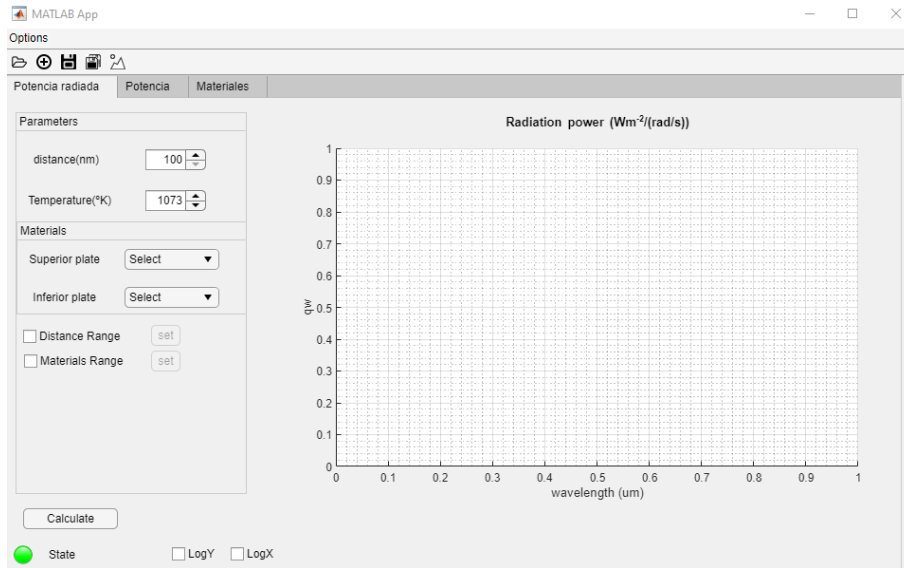 MATLAB App
Options
Potencia radiada Potencia Materiales
Parameters
distance(nm) 100
Temperature(ºK) 1073
Materials
Superior plate Select
Inferior plate Select
Distance Range set
Materials Range set
Calculate
State LogY LogX
Radiation power (Wm-2/(rad/s))
1
0.9
0.8
0.7
0.6
qw 0.5
0.4
0.3
0.2
0.1
0
0 0.1 0.2 0.3 0.4 0.5 0.6 0.7 0.8 0.9 1
wavelength (um)